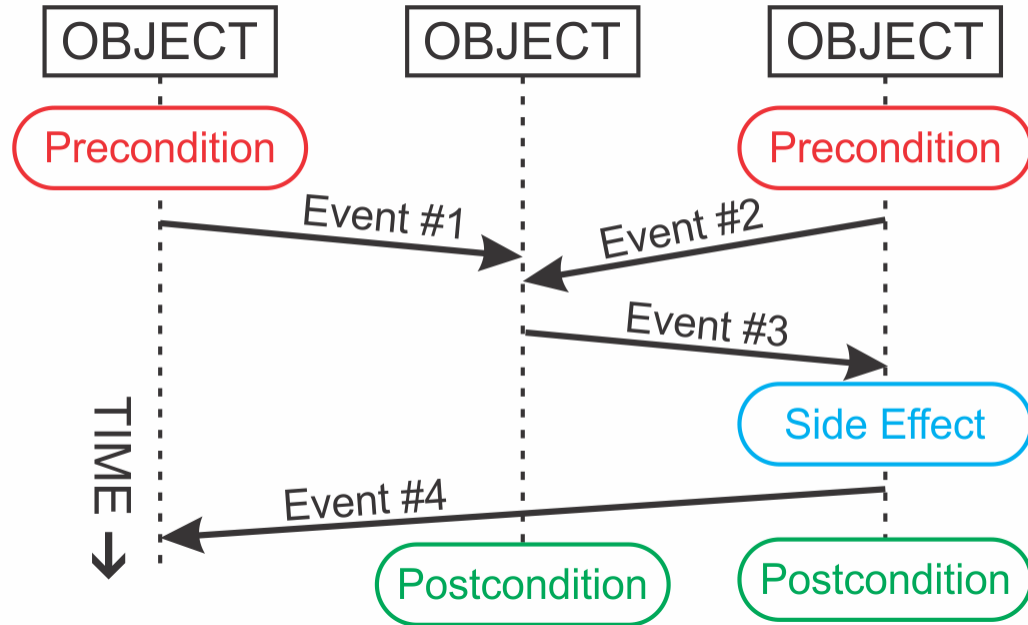 OBJECT
OBJECT
OBJECT
Precondition
Precondition
Event #1
Event #2
Event #3
Side Effect
TIME →
Event #4
Postcondition
Postcondition